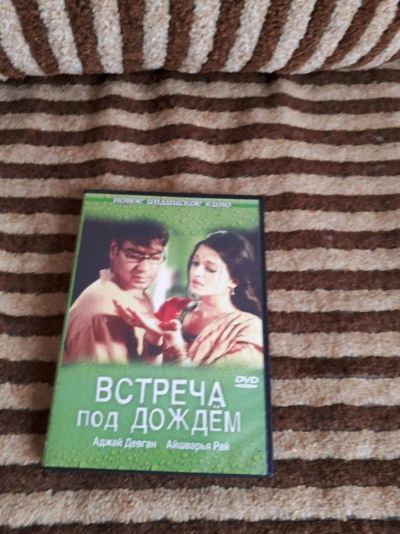 НОВОЕ ИНДИЙСКОЕ КИНО
ВСТРЕЧА
DVD
ПОД ДОЖДЁМ
Аджай Девган Айшварья Рай